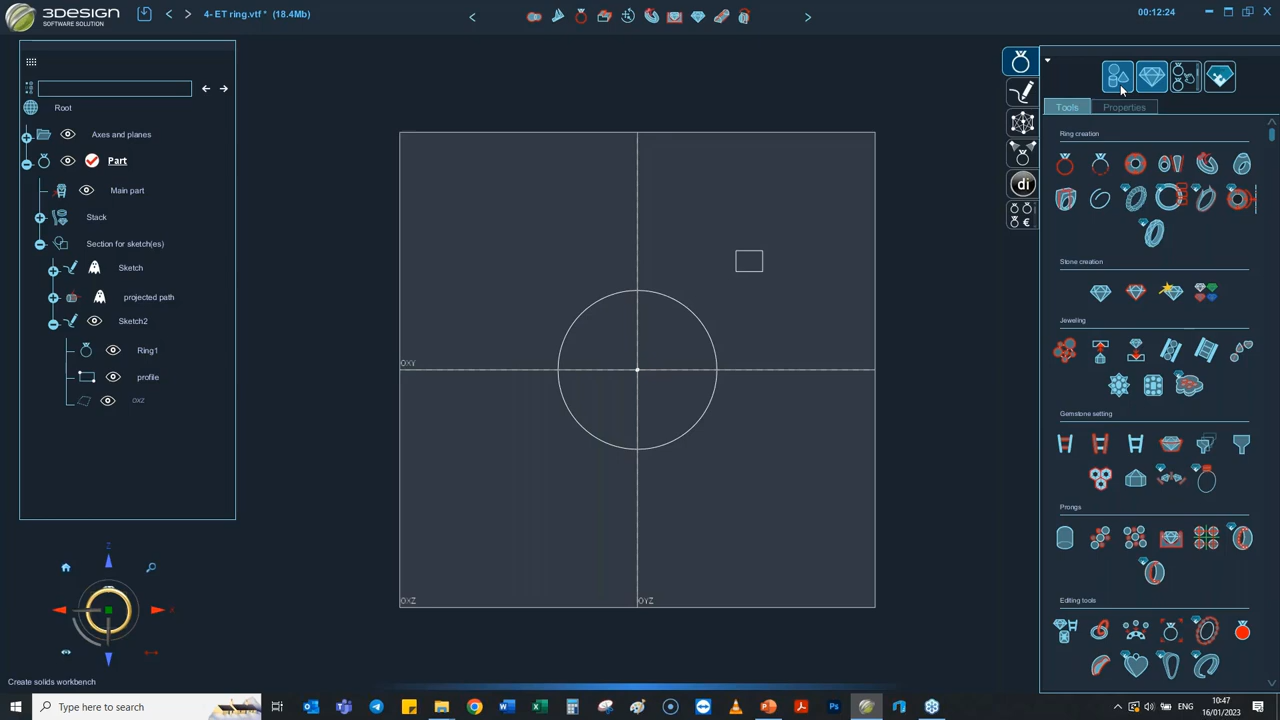 3DESIGN
SOFTWARE SOLUTION
4- ET ring.vtf * (18.4Mb)
00:12:24
Root
Axes and planes
Part
Main part
Stack
Section for sketch(es)
Sketch
projected path
Sketch2
Ring1
profile
OXZ
Z
X
Create solids workbench
OXY
OXZ
OYZ
di
€
Tools
Properties
Ring creation
Stone creation
Jeweling
Gemstone setting
Prongs
Editing tools
Type here to search
10:47
16/01/2023